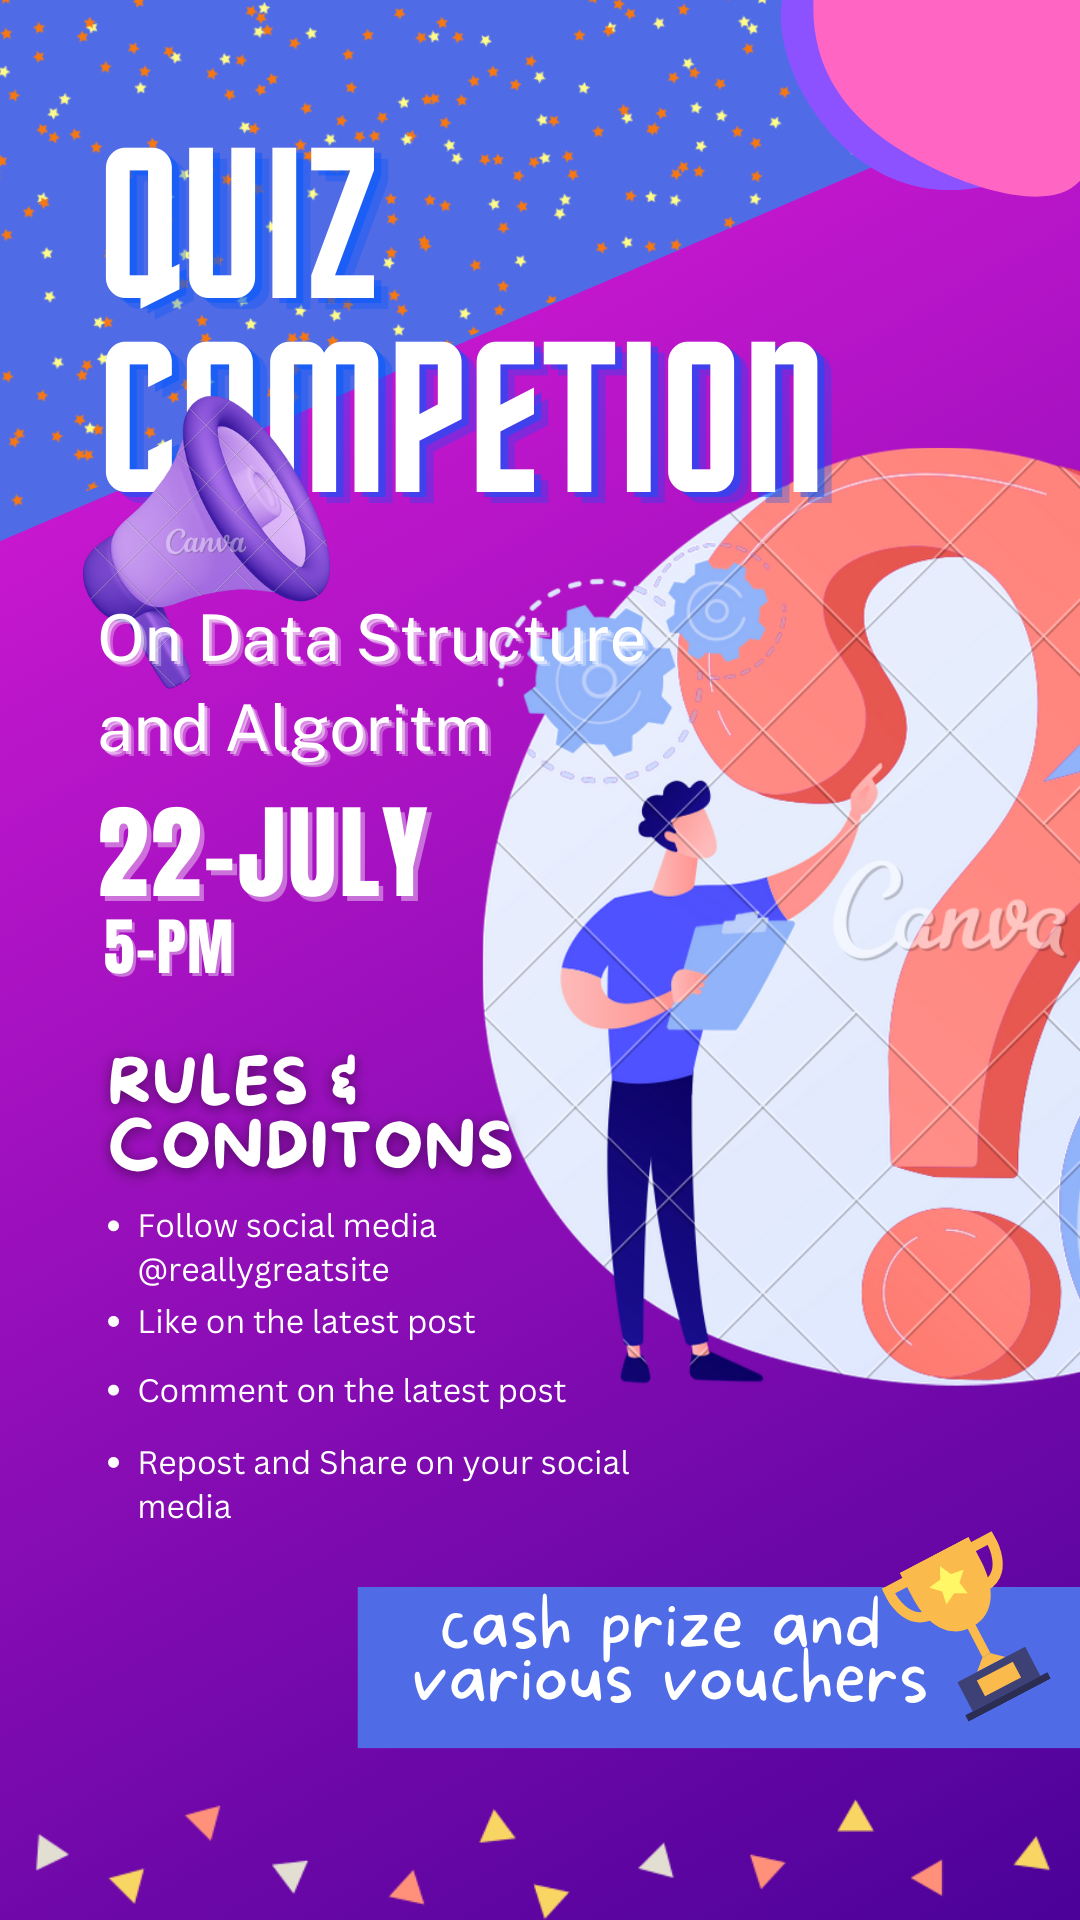 QUIZ
COMPETION
Canva
On Data Structure
and Algoritm
22-JULY
5-PM
Canva
RULES &
CONDITONS
• Follow social media
@reallygreatsite
• Like on the latest post
• Comment on the latest post
• Repost and Share on your social
media
cash prize and
various vouchers